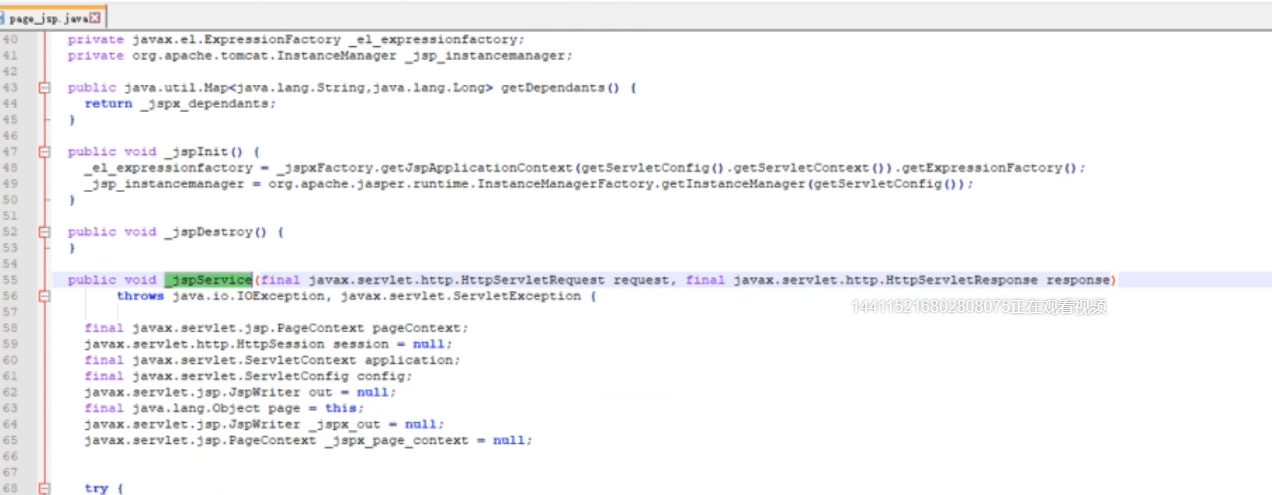 page_jsp.java
40 private javax.el.ExpressionFactory _el_expressionfactory;
41 private org.apache.tomcat.InstanceManager _jsp_instancemanager;
42
43 public java.util.Map<java.lang.String,java.lang.Long> getDependants() {
44 return _jspx_dependants;
45 }
46
47 public void _jspInit() {
48 _el_expressionfactory = _jspxFactory.getJspApplicationContext(getServletConfig().getServletContext()).getExpressionFactory();
49 _jsp_instancemanager = org.apache.jasper.runtime.InstanceManagerFactory.getInstanceManager(getServletConfig());
50 }
51
52 public void _jspDestroy() {
53 }
54
55 public void _jspService(final javax.servlet.http.HttpServletRequest request, final javax.servlet.http.HttpServletResponse response)
56 throws java.io.IOException, javax.servlet.ServletException {
144115216802808075正在观看视频
57
58 final javax.servlet.jsp.PageContext pageContext;
59 javax.servlet.http.HttpSession session = null;
60 final javax.servlet.ServletContext application;
61 final javax.servlet.ServletConfig config;
62 javax.servlet.jsp.JspWriter out = null;
63 final java.lang.Object page = this;
64 javax.servlet.jsp.JspWriter _jspx_out = null;
65 javax.servlet.jsp.PageContext _jspx_page_context = null;
66
67
68 try {